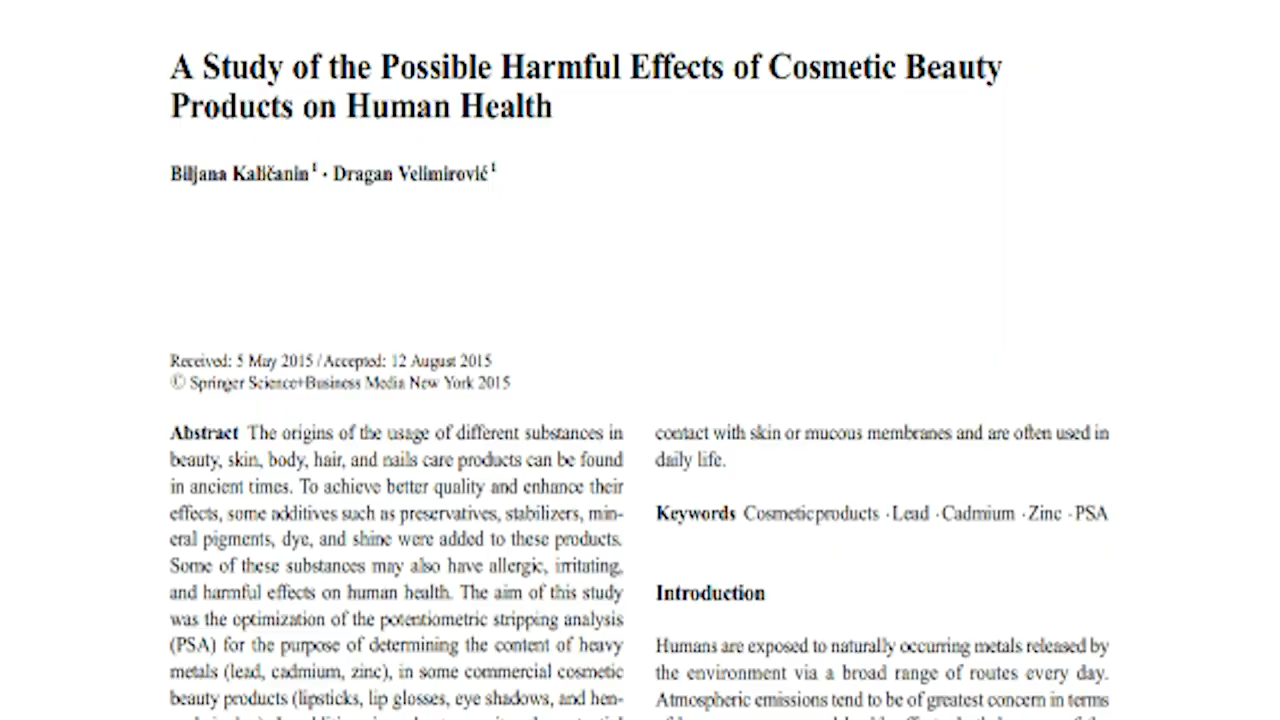 A Study of the Possible Harmful Effects of Cosmetic Beauty
Products on Human Health
Biljana Kaličanin¹ · Dragan Velimirović¹
Received: 5 May 2015 / Accepted: 12 August 2015
© Springer Science+Business Media New York 2015
Abstract The origins of the usage of different substances in
beauty, skin, body, hair, and nails care products can be found
in ancient times. To achieve better quality and enhance their
effects, some additives such as preservatives, stabilizers, min-
eral pigments, dye, and shine were added to these products.
Some of these substances may also have allergic, irritating,
and harmful effects on human health. The aim of this study
was the optimization of the potentiometric stripping analysis
(PSA) for the purpose of determining the content of heavy
metals (lead, cadmium, zinc), in some commercial cosmetic
beauty products (lipsticks, lip glosses, eye shadows, and hen-
contact with skin or mucous membranes and are often used in
daily life.
Keywords Cosmetic products · Lead · Cadmium · Zinc · PSA
Introduction
Humans are exposed to naturally occurring metals released by
the environment via a broad range of routes every day.
Atmospheric emissions tend to be of greatest concern in terms